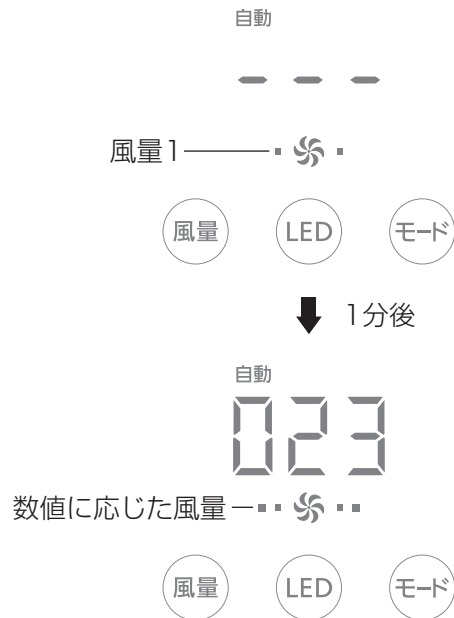 自動
- - -
風量1
風量 LED モード
1分後
自動
023
数値に応じた風量
風量 LED モード